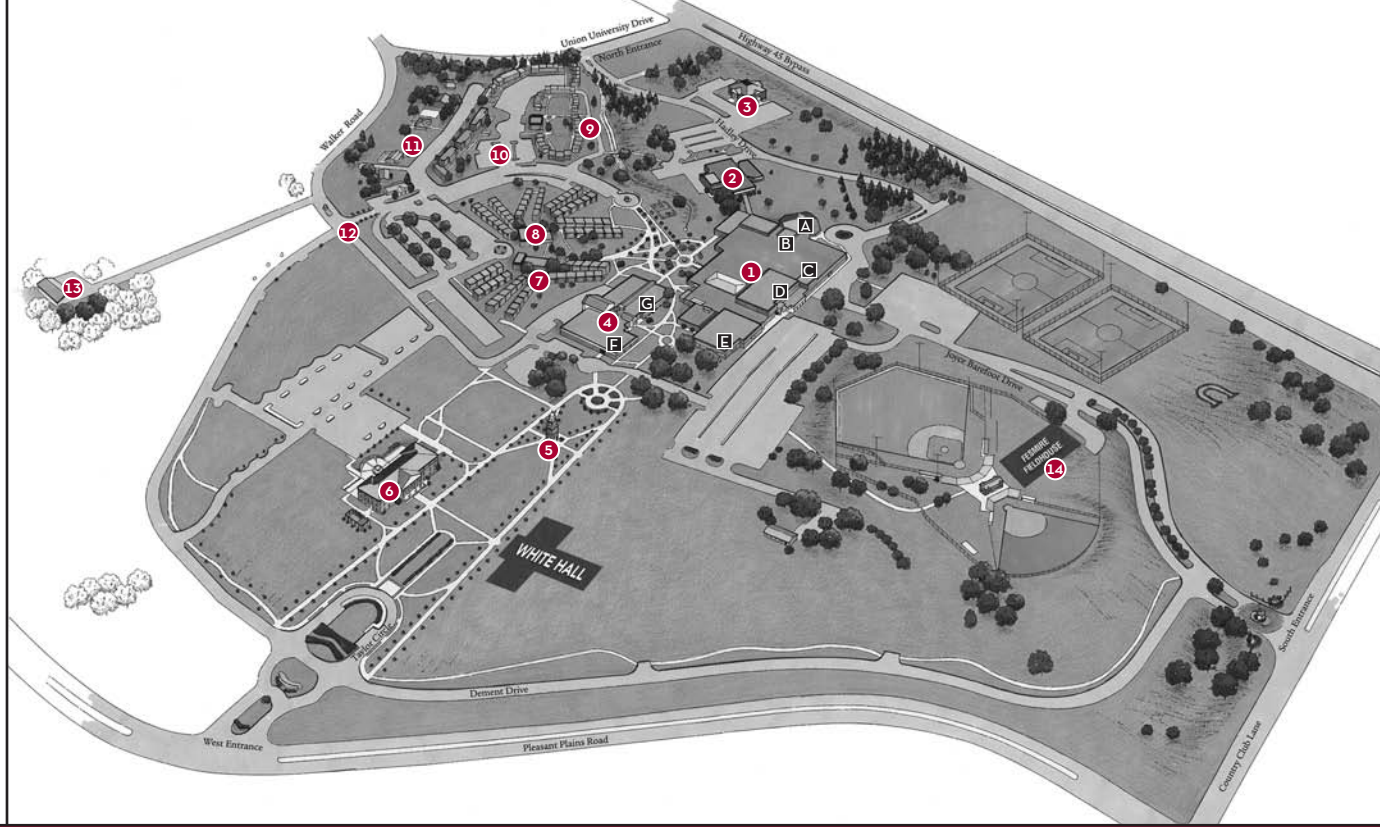 Union University Drive
North Entrance
Highway 45 Bypass
Walker Road
Hadley Drive
3
9
11
10
2
12
8
A
B
1
C
13
7
D
G
4
F
E
Joyce Barefoot Drive
U
5
FESMIRE
FIELDHOUSE
14
6
WHITE HALL
Taylor Circle
South Entrance
Dement Drive
West Entrance
Pleasant Plains Road
Country Club Lane